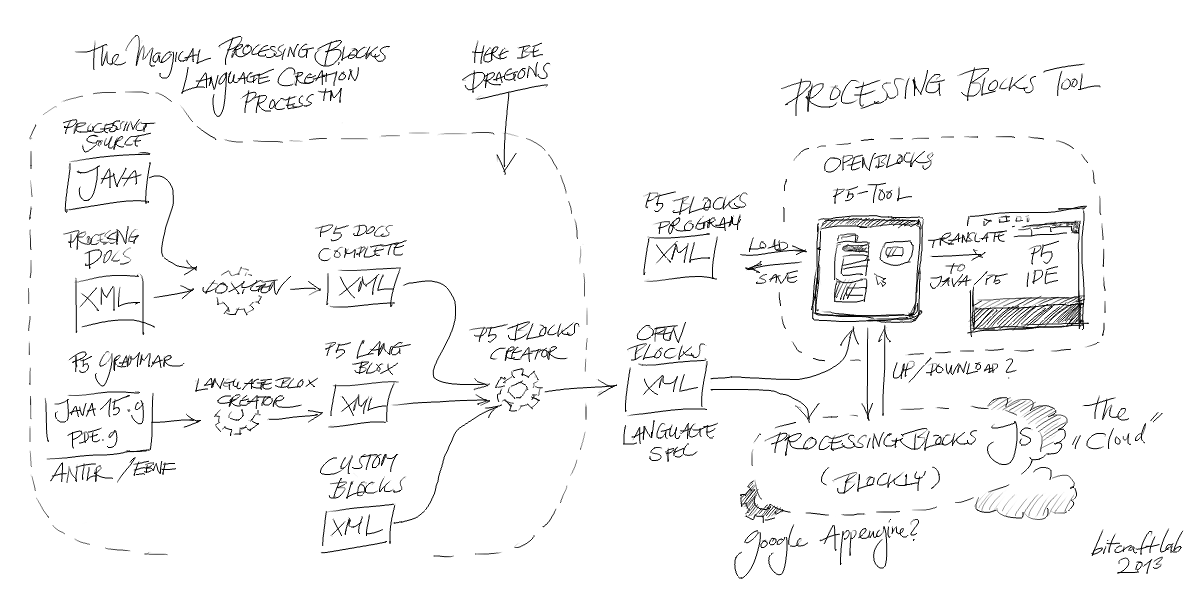 The Magical Processing Blocks
Language Creation
Process™
HERE BE
DRAGONS
PROCESSING BLOCKS TOOL
PROCESSING
SOURCE
JAVA
PROCESSING
DOCS
XML
DOXYGEN
P5 DOCS
COMPLETE
XML
P5 GRAMMAR
JAVA 15.g
PDE.g
ANTLR / EBNF
LANGUAGE BLOX
CREATOR
P5 LANG
BLOX
XML
CUSTOM
BLOCKS
XML
P5 BLOCKS
CREATOR
P5 BLOCKS
PROGRAM
XML
LOAD
SAVE
OPENBLOCKS
P5-TOOL
TRANSLATE
TO
JAVA/P5
P5
IDE
OPEN
BLOCKS
XML
LANGUAGE
SPEC
UP/DOWNLOAD?
PROCESSING BLOCKS
(BLOCKLY)
JS
The
"Cloud"
Google Appengine?
bitcraftlab
2013